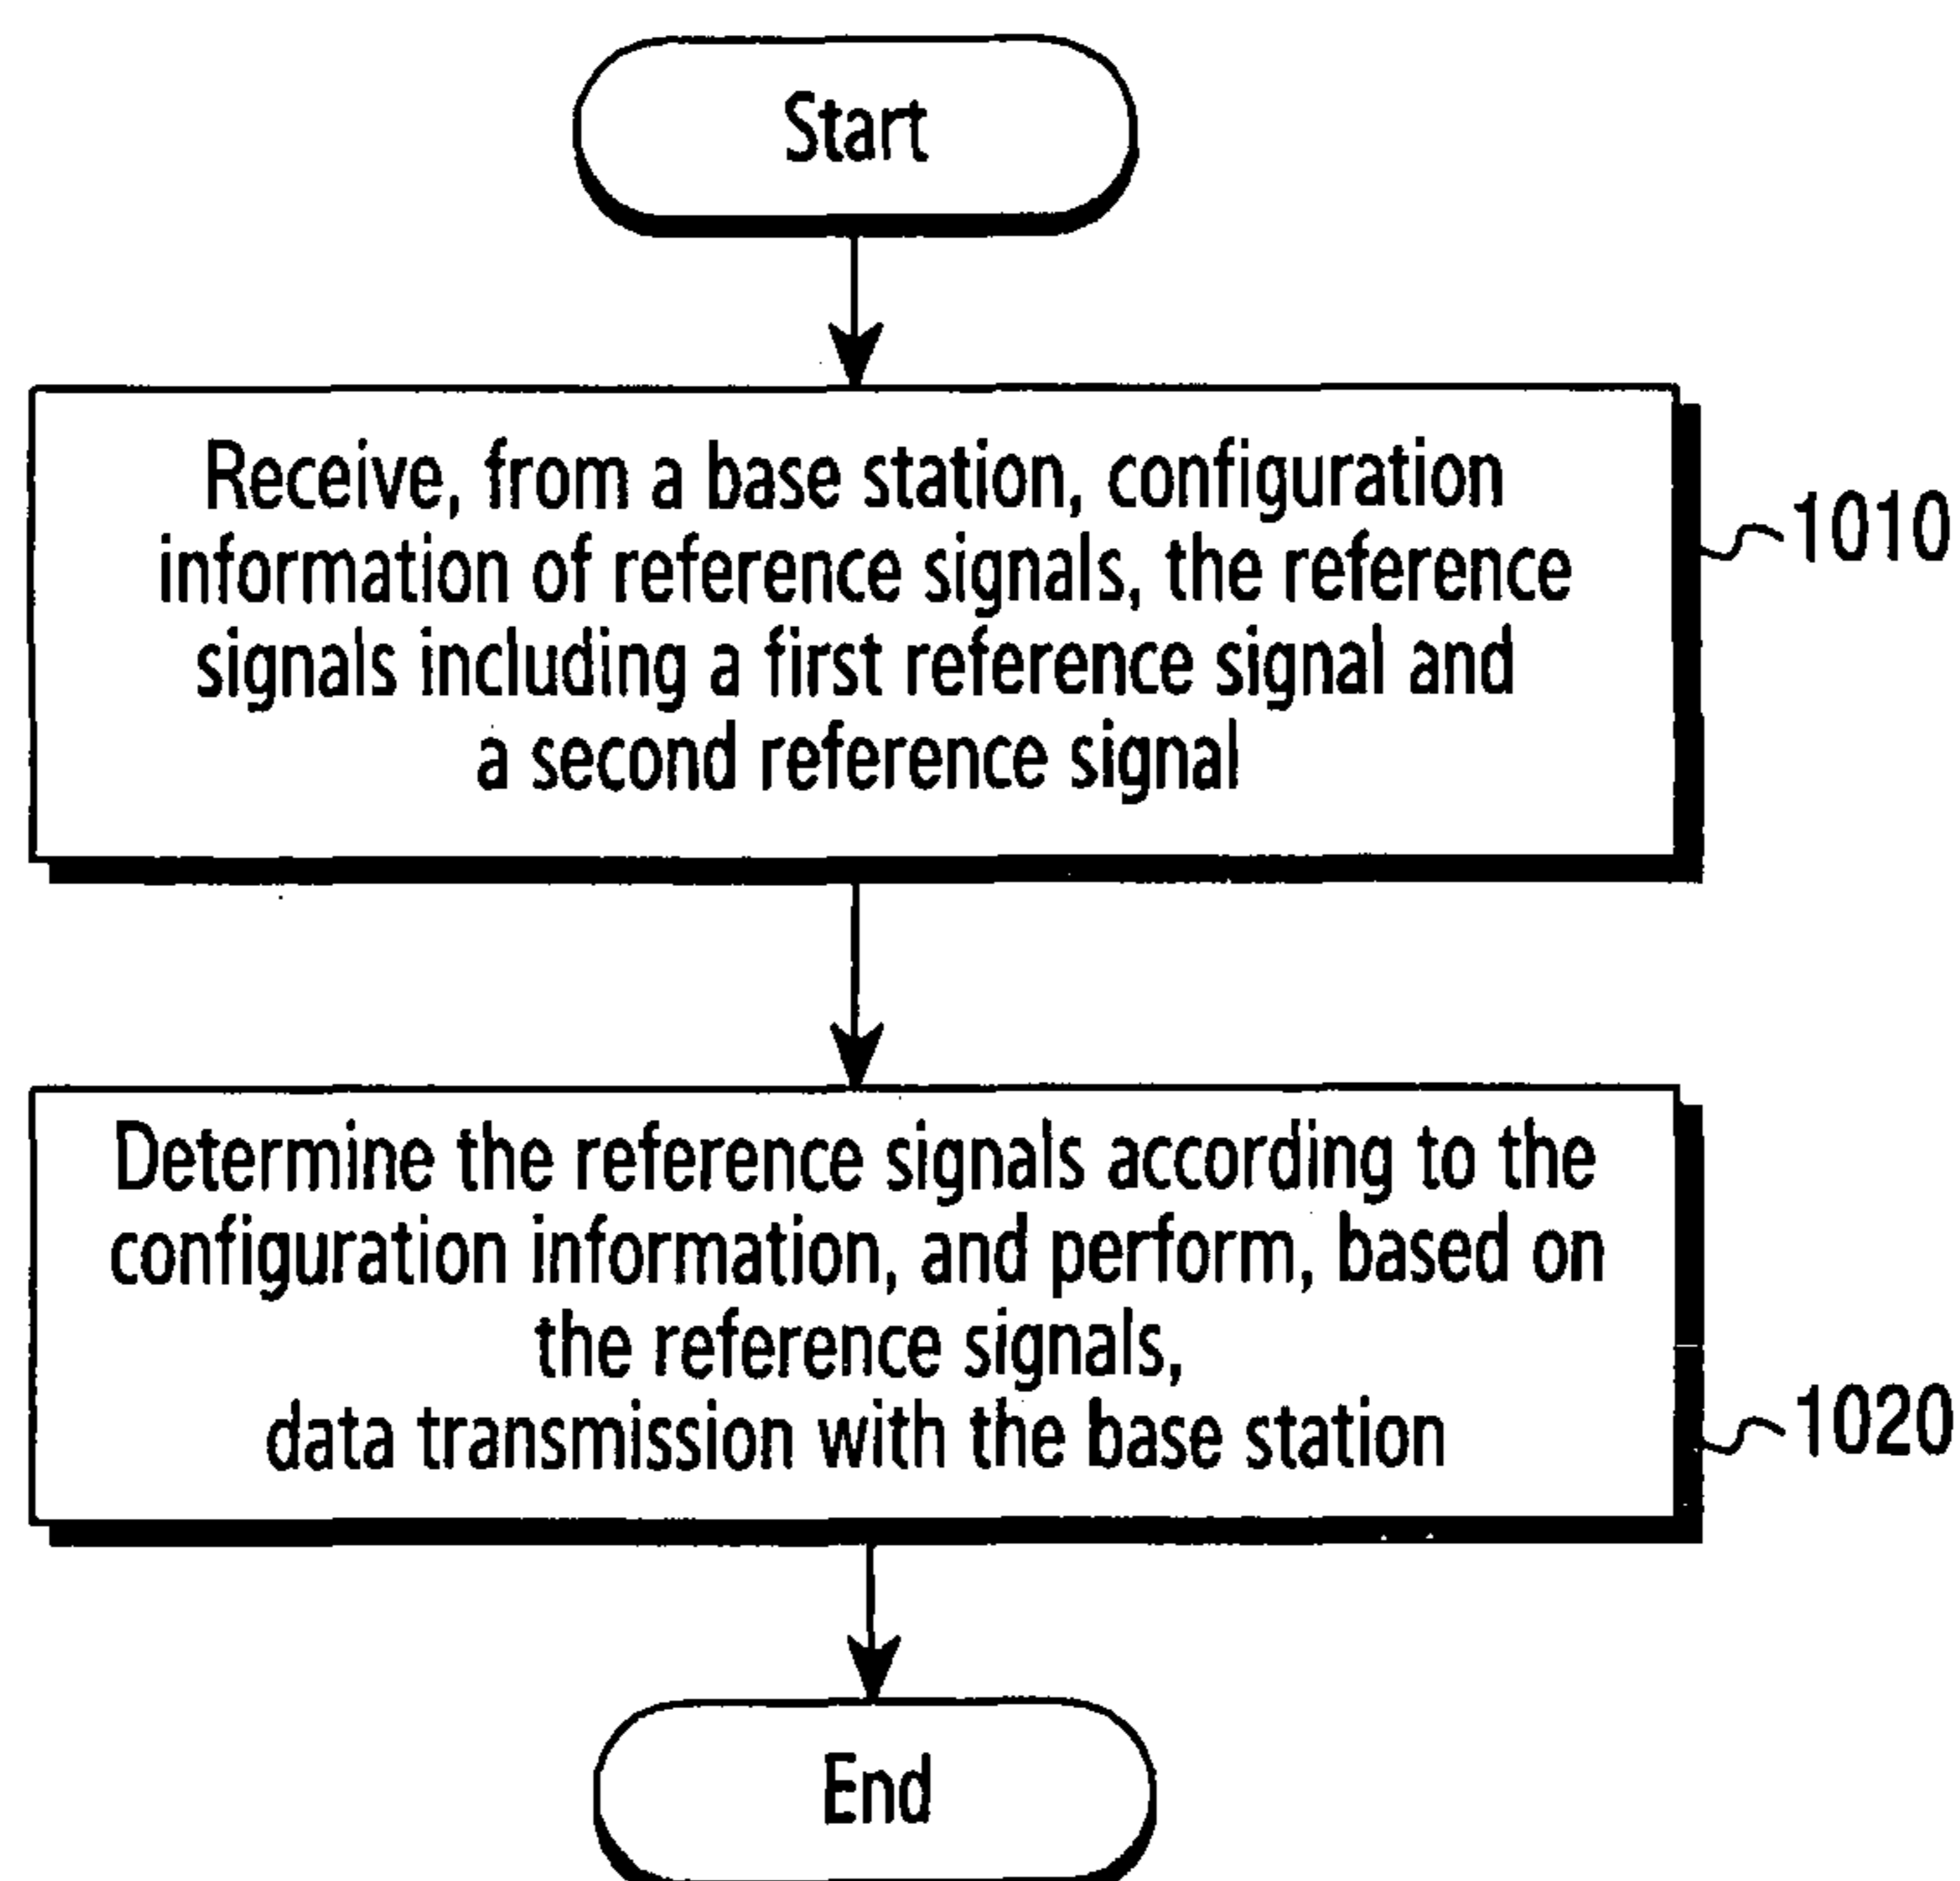 Start
Receive, from a base station, configuration
information of reference signals, the reference
signals including a first reference signal and
a second reference signal
1010
Determine the reference signals according to the
configuration information, and perform, based on
the reference signals,
data transmission with the base station
1020
End